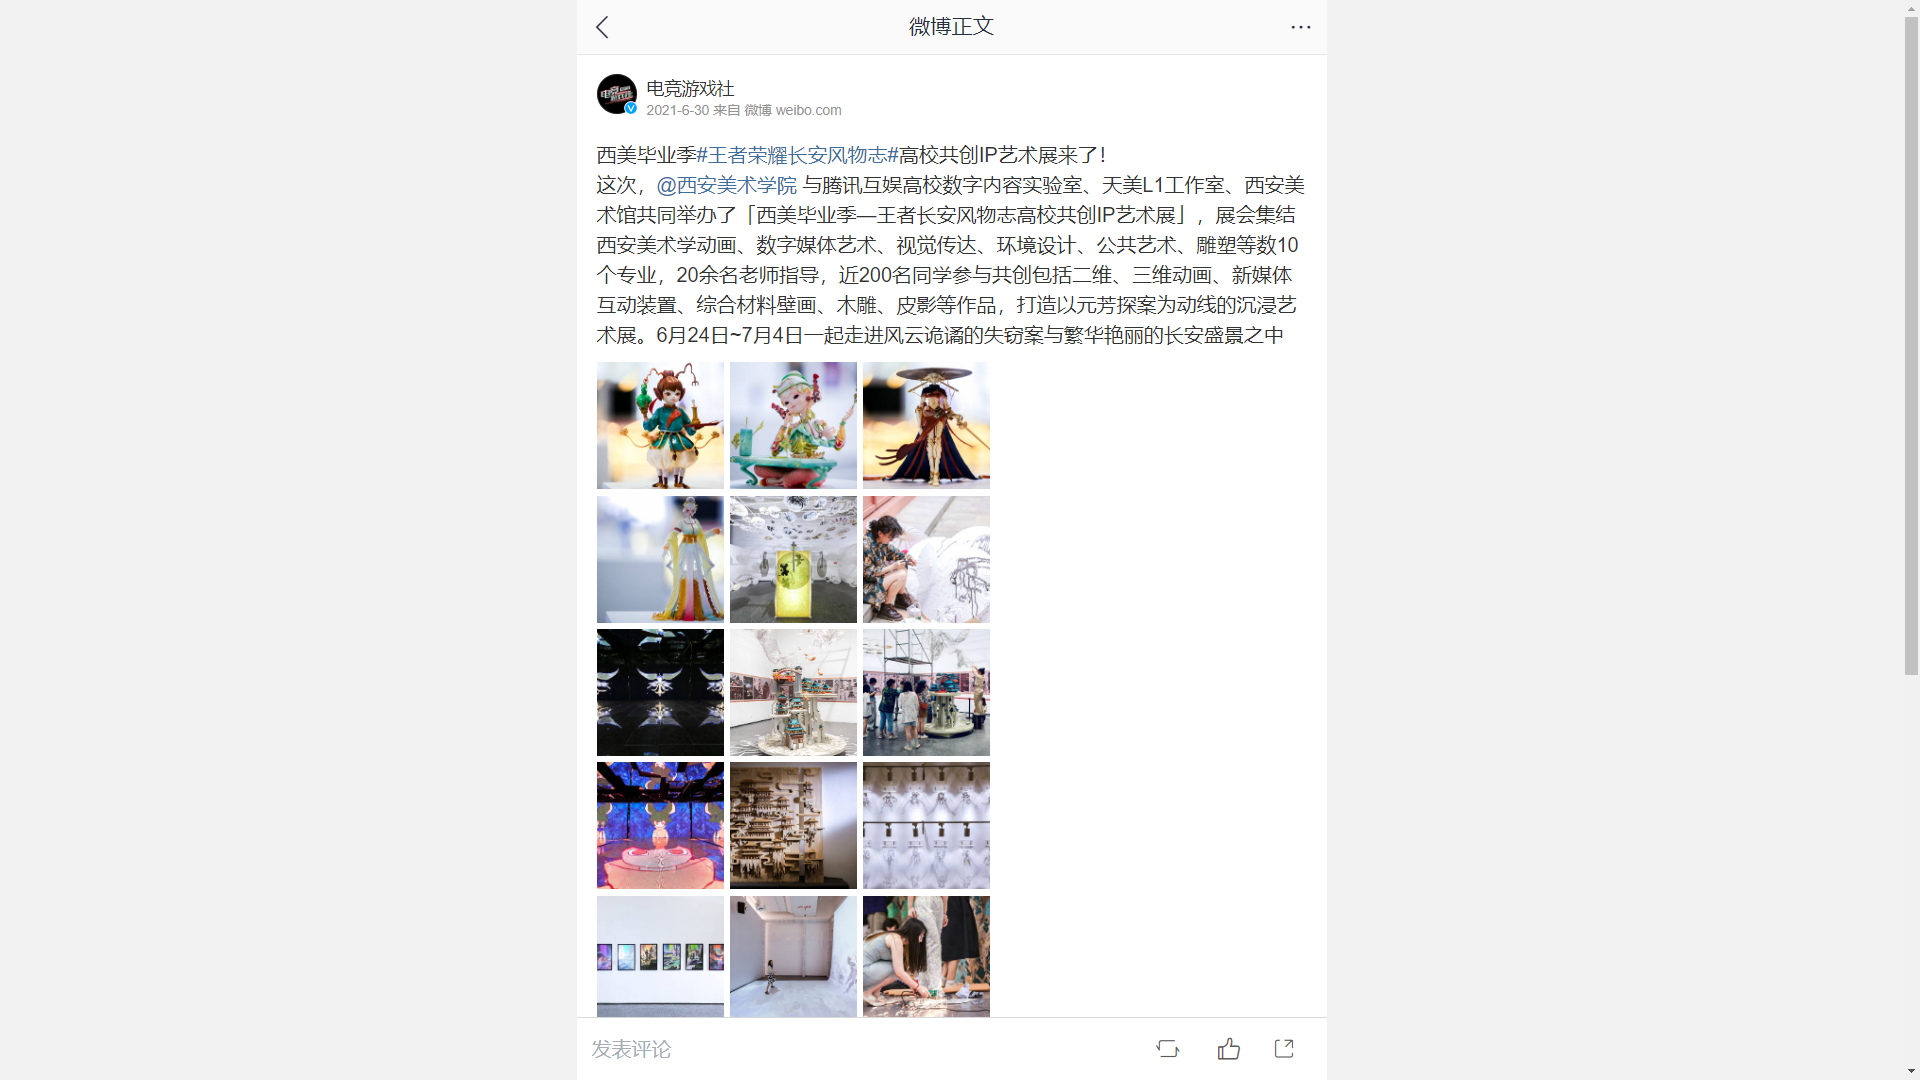 微博正文
电竞游戏社
2021-6-30 来自 微博 weibo.com
西美毕业季#王者荣耀长安风物志#高校共创IP艺术展来了！
这次，@西安美术学院 与腾讯互娱高校数字内容实验室、天美L1工作室、西安美
术馆共同举办了「西美毕业季—王者长安风物志高校共创IP艺术展」，展会集结
西安美术学动画、数字媒体艺术、视觉传达、环境设计、公共艺术、雕塑等数10
个专业，20余名老师指导，近200名同学参与共创包括二维、三维动画、新媒体
互动装置、综合材料壁画、木雕、皮影等作品，打造以元芳探案为动线的沉浸艺
术展。6月24日~7月4日一起走进风云诡谲的失窃案与繁华艳丽的长安盛景之中
发表评论